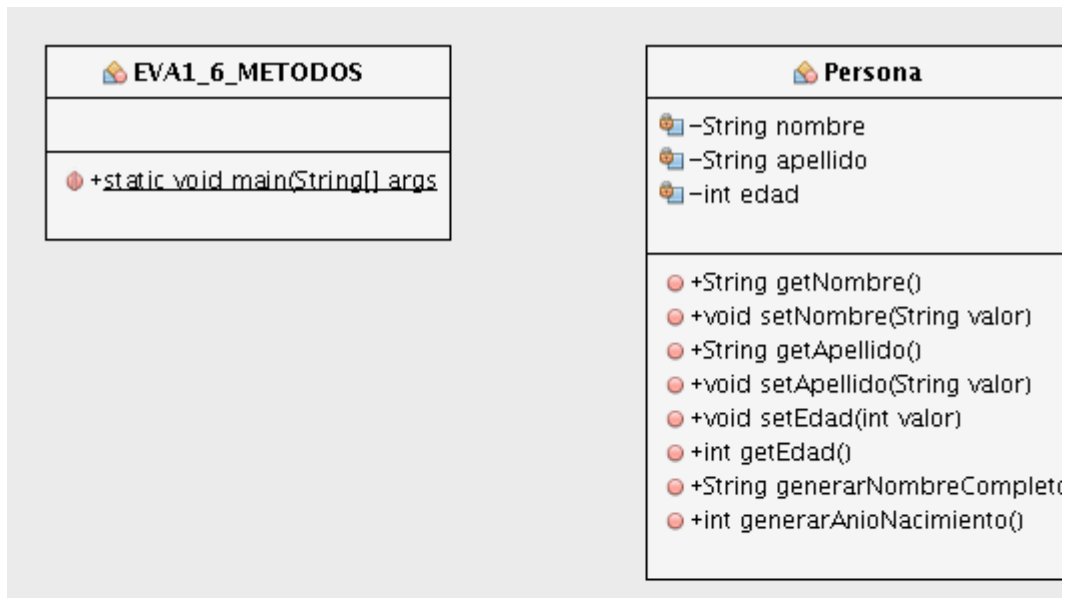 EVA1_6_METODOS
+static void main(String[] args
Persona
-String nombre
-String apellido
-int edad
+String getNombre()
+void setNombre(String valor)
+String getApellido()
+void setApellido(String valor)
+void setEdad(int valor)
+int getEdad()
+String generarNombreCompleto
+int generarAnioNacimiento()